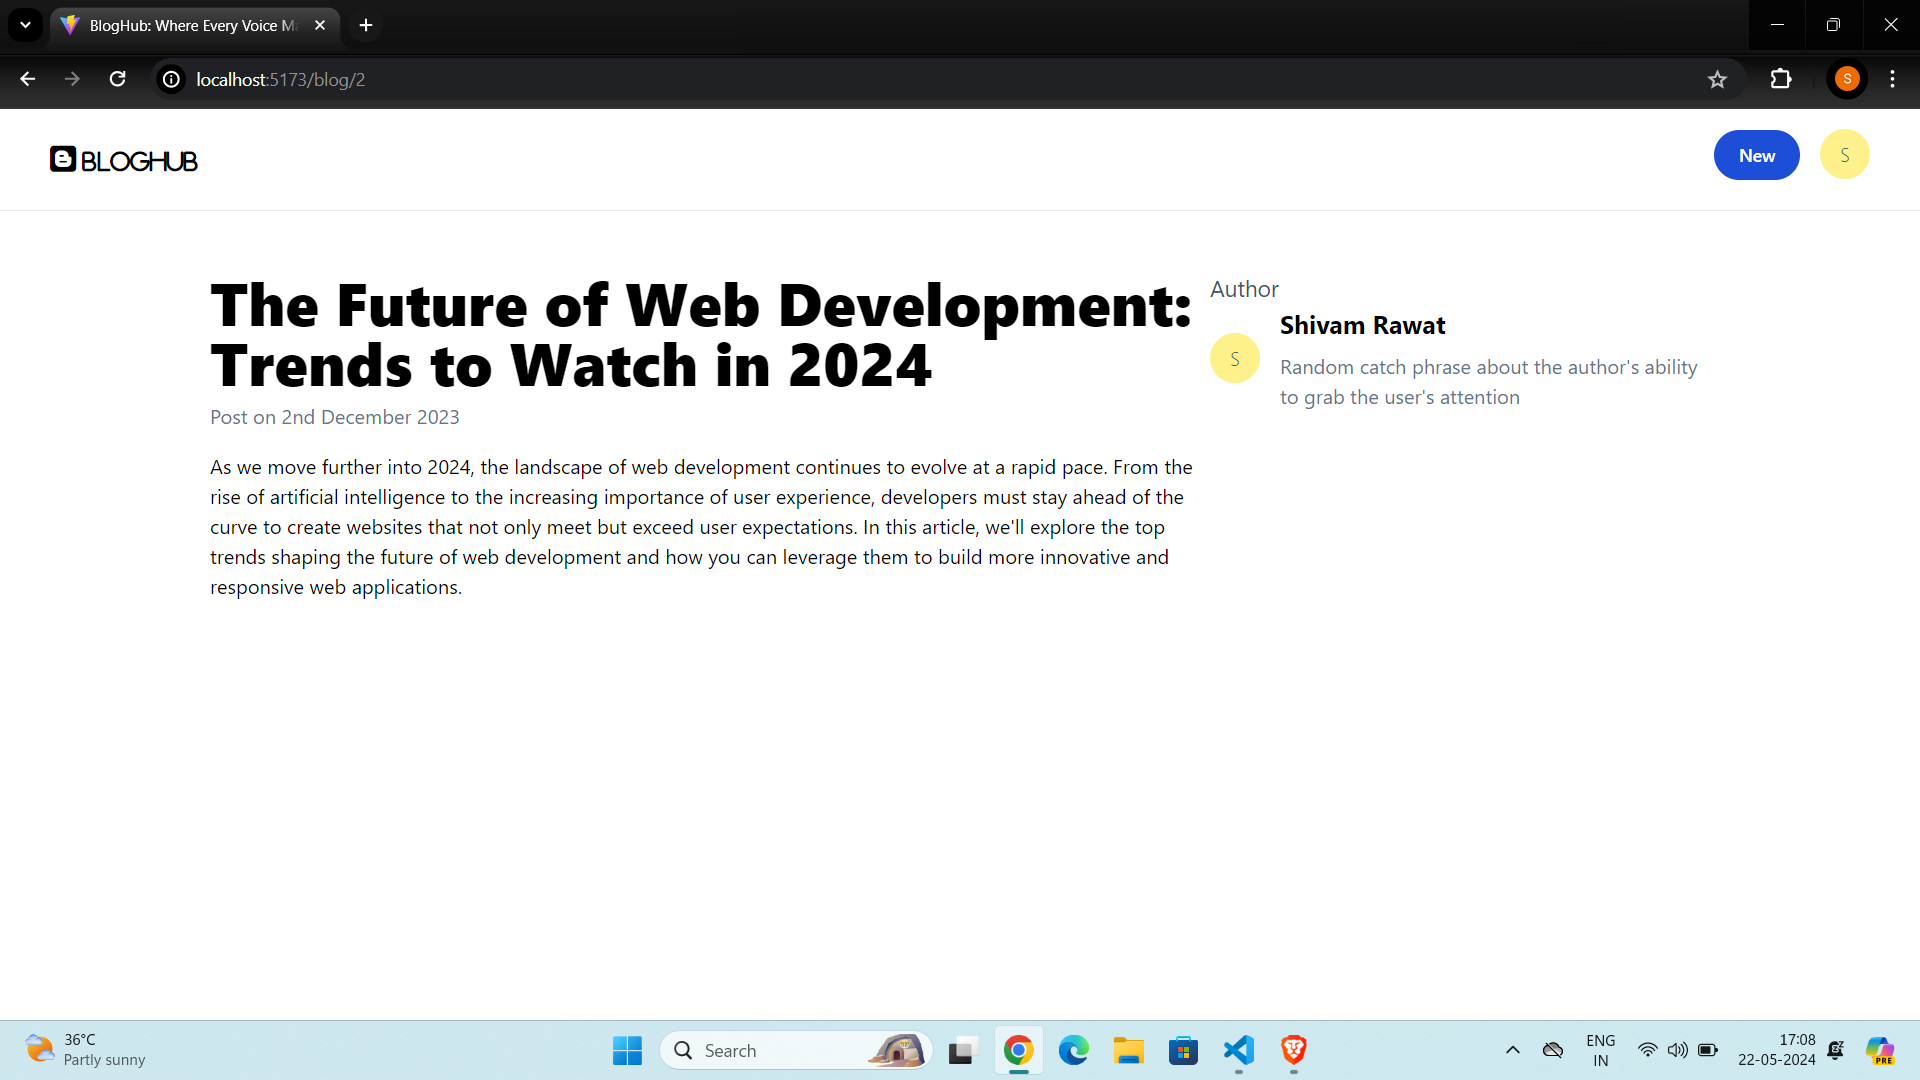 BlogHub: Where Every Voice Ma
localhost:5173/blog/2
S
BLOGHUB
New
S
The Future of Web Development:
Trends to Watch in 2024
Post on 2nd December 2023
As we move further into 2024, the landscape of web development continues to evolve at a rapid pace. From the
rise of artificial intelligence to the increasing importance of user experience, developers must stay ahead of the
curve to create websites that not only meet but exceed user expectations. In this article, we'll explore the top
trends shaping the future of web development and how you can leverage them to build more innovative and
responsive web applications.
Author
Shivam Rawat
S
Random catch phrase about the author's ability
to grab the user's attention
36°C
Partly sunny
Search
ENG
IN
17:08
22-05-2024
PRE